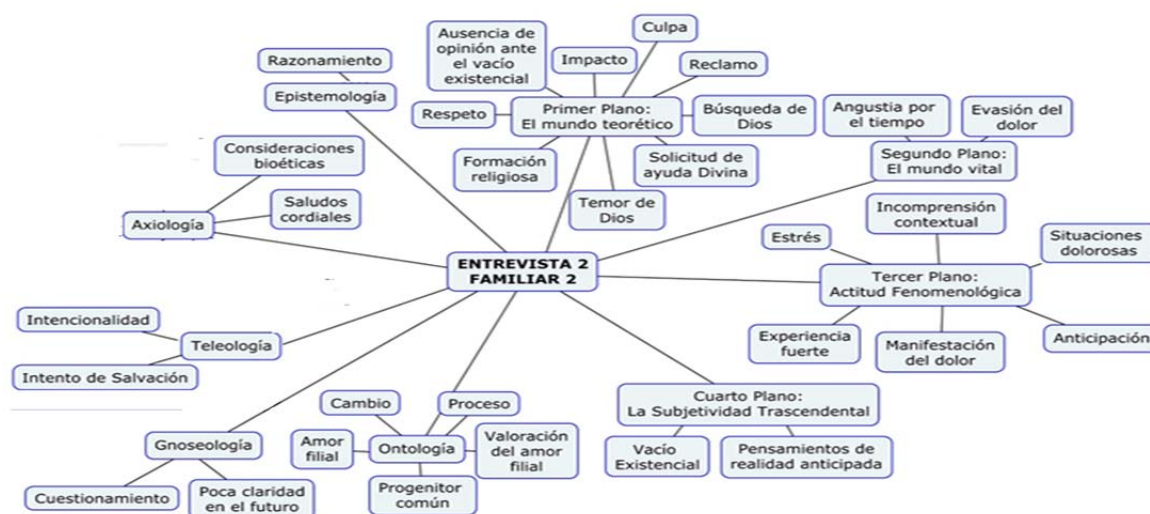 Culpa
Ausencia de
opinión ante
el vacío
existencial
Impacto
Reclamo
Razonamiento
Epistemología
Respeto
Primer Plano:
El mundo teorético
Búsqueda de
Dios
Angustia por
el tiempo
Evasión del
dolor
Formación
religiosa
Solicitud de
ayuda Divina
Segundo Plano:
El mundo vital
Temor de
Dios
Consideraciones
bioéticas
Saludos
cordiales
Axiología
Incomprensión
contextual
Estrés
Situaciones
dolorosas
ENTREVISTA 2
FAMILIAR 2
Tercer Plano:
Actitud Fenomenológica
Experiencia
fuerte
Manifestación
del dolor
Anticipación
Intencionalidad
Teleología
Intento de Salvación
Cuarto Plano:
La Subjetividad Trascendental
Vacío
Existencial
Pensamientos de
realidad anticipada
Cambio
Proceso
Amor
filial
Ontología
Valoración
del amor
filial
Progenitor
común
Gnoseología
Cuestionamiento
Poca claridad
en el futuro